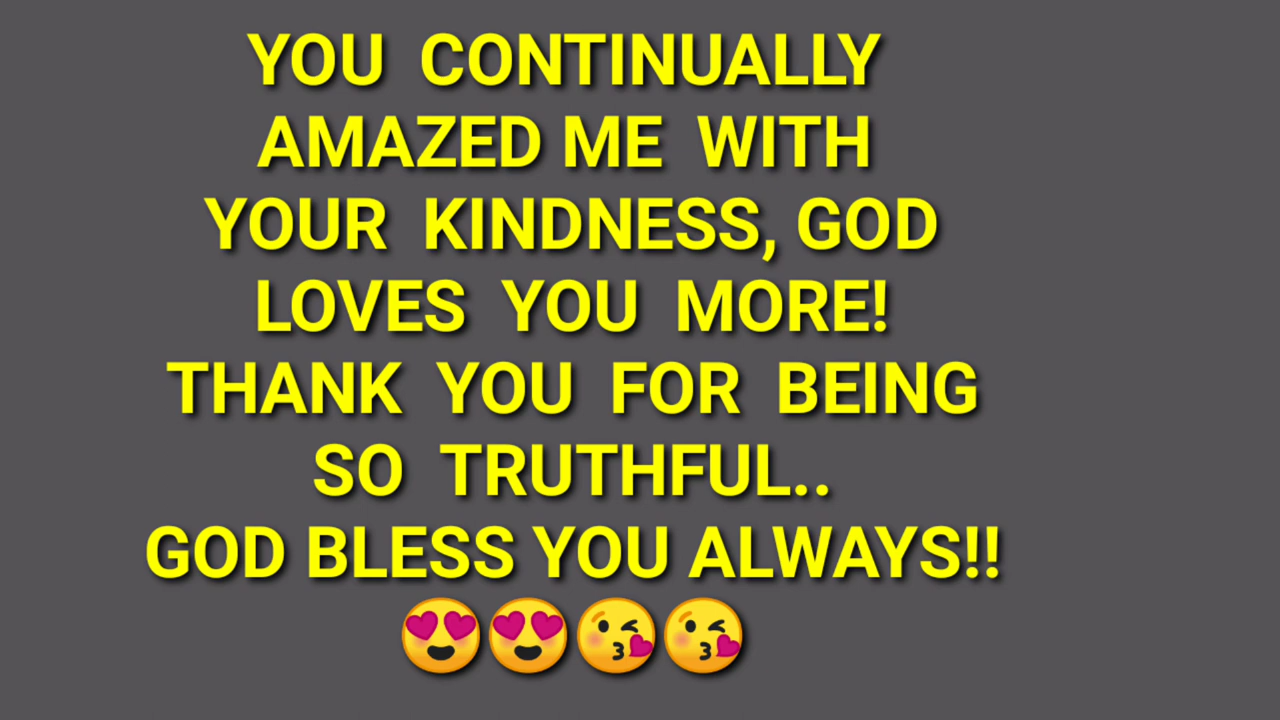 YOU CONTINUALLY
AMAZED ME WITH
YOUR KINDNESS, GOD
LOVES YOU MORE!
THANK YOU FOR BEING
SO TRUTHFUL..
GOD BLESS YOU ALWAYS!!
😍😍😘😘